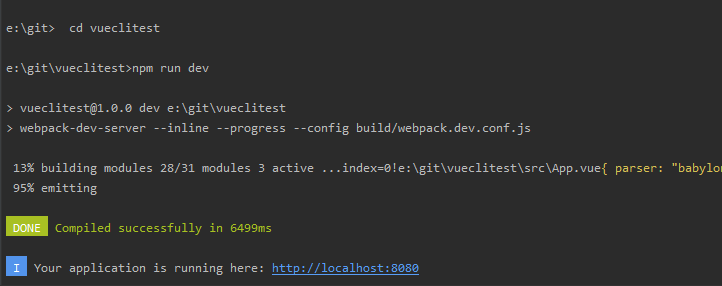 e:\git>  cd vueclitest
e:\git\vueclitest>npm run dev
> vueclitest@1.0.0 dev e:\git\vueclitest
> webpack-dev-server --inline --progress --config build/webpack.dev.conf.js
13% building modules 28/31 modules 3 active ...index=0!e:\git\vueclitest\src\App.vue{ parser: "babylo
95% emitting
DONE Compiled successfully in 6499ms
I Your application is running here: http://localhost:8080